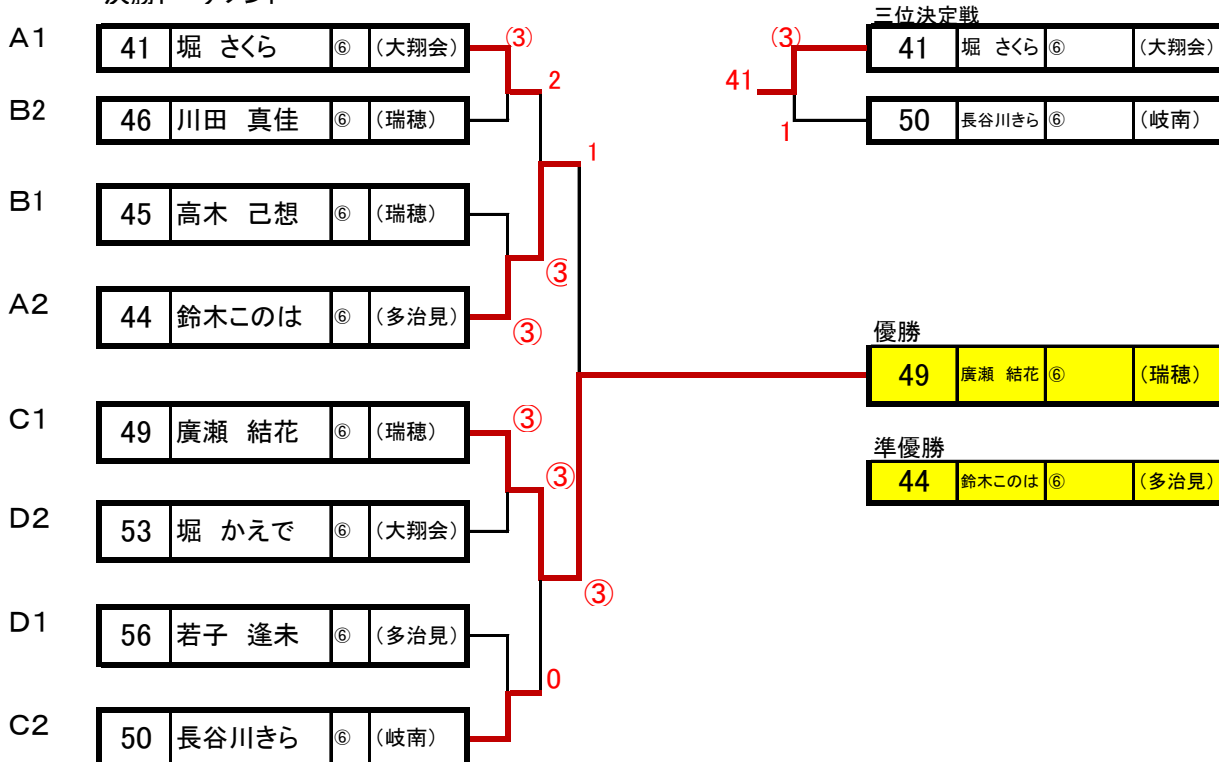 三位決定戦
A1 41 堀 さくら ⑥ (大翔会) ③ ③ 41 堀 さくら ⑥ (大翔会)
2 41
B2 46 川田 真佳 ⑥ (瑞穂) 50 長谷川きら ⑥ (岐南)
1
1
B1 45 高木 己想 ⑥ (瑞穂)
③
A2 44 鈴木このは ⑥ (多治見)
③
優勝
49 廣瀬 結花 ⑥ (瑞穂)
C1 49 廣瀬 結花 ⑥ (瑞穂) ③
準優勝
③ 44 鈴木このは ⑥ (多治見)
D2 53 堀 かえで ⑥ (大翔会)
③
D1 56 若子 逢未 ⑥ (多治見)
0
C2 50 長谷川きら ⑥ (岐南)